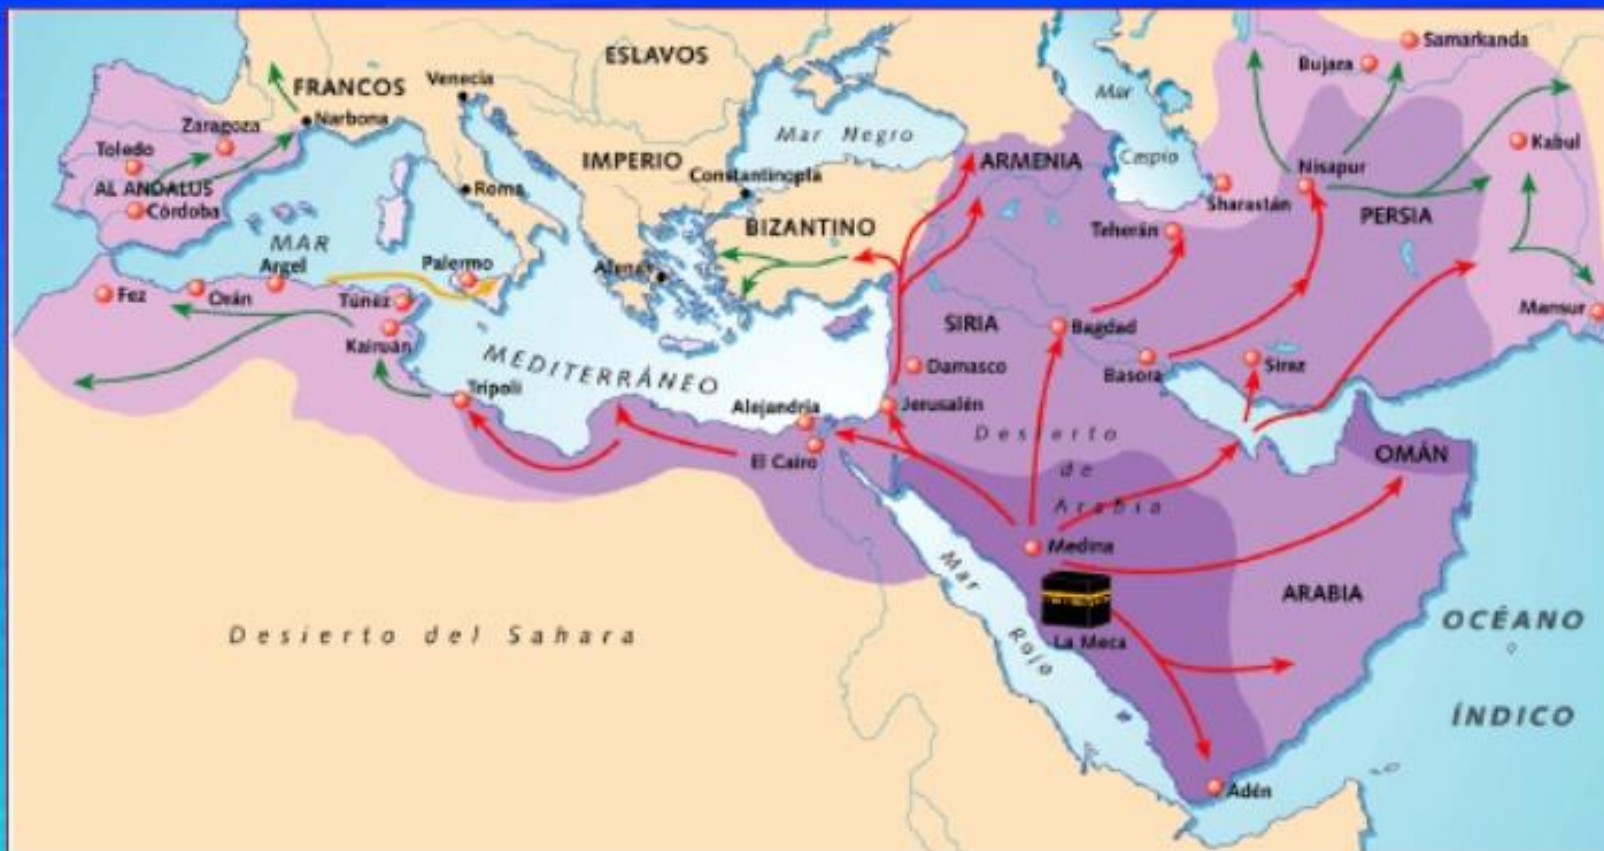 Samarkanda
ESLAVOS
Bujara
Venecia
FRANCOS
Mar
Narbona
Zaragoza
Mar Negro
Kabul
Toledo
IMPERIO
ARMENIA
Caspio
Nisapur
Constantinopla
AL ANDALUS
Roma
Sharastán
Córdoba
PERSIA
BIZANTINO
Teherán
MAR
Argel
Palermo
Atenas
Fez
Orán
Túnez
Mansur
SIRIA
Bagdad
Kairuán
MEDITERRÁNEO
Damasco
Basora
Siraz
Trípoli
Alejandría
Jerusalén
Desierto
de
Arabia
El Cairo
OMÁN
Medina
Mar
Rojo
ARABIA
La Meca
Desierto del Sahara
OCÉANO
ÍNDICO
Adén